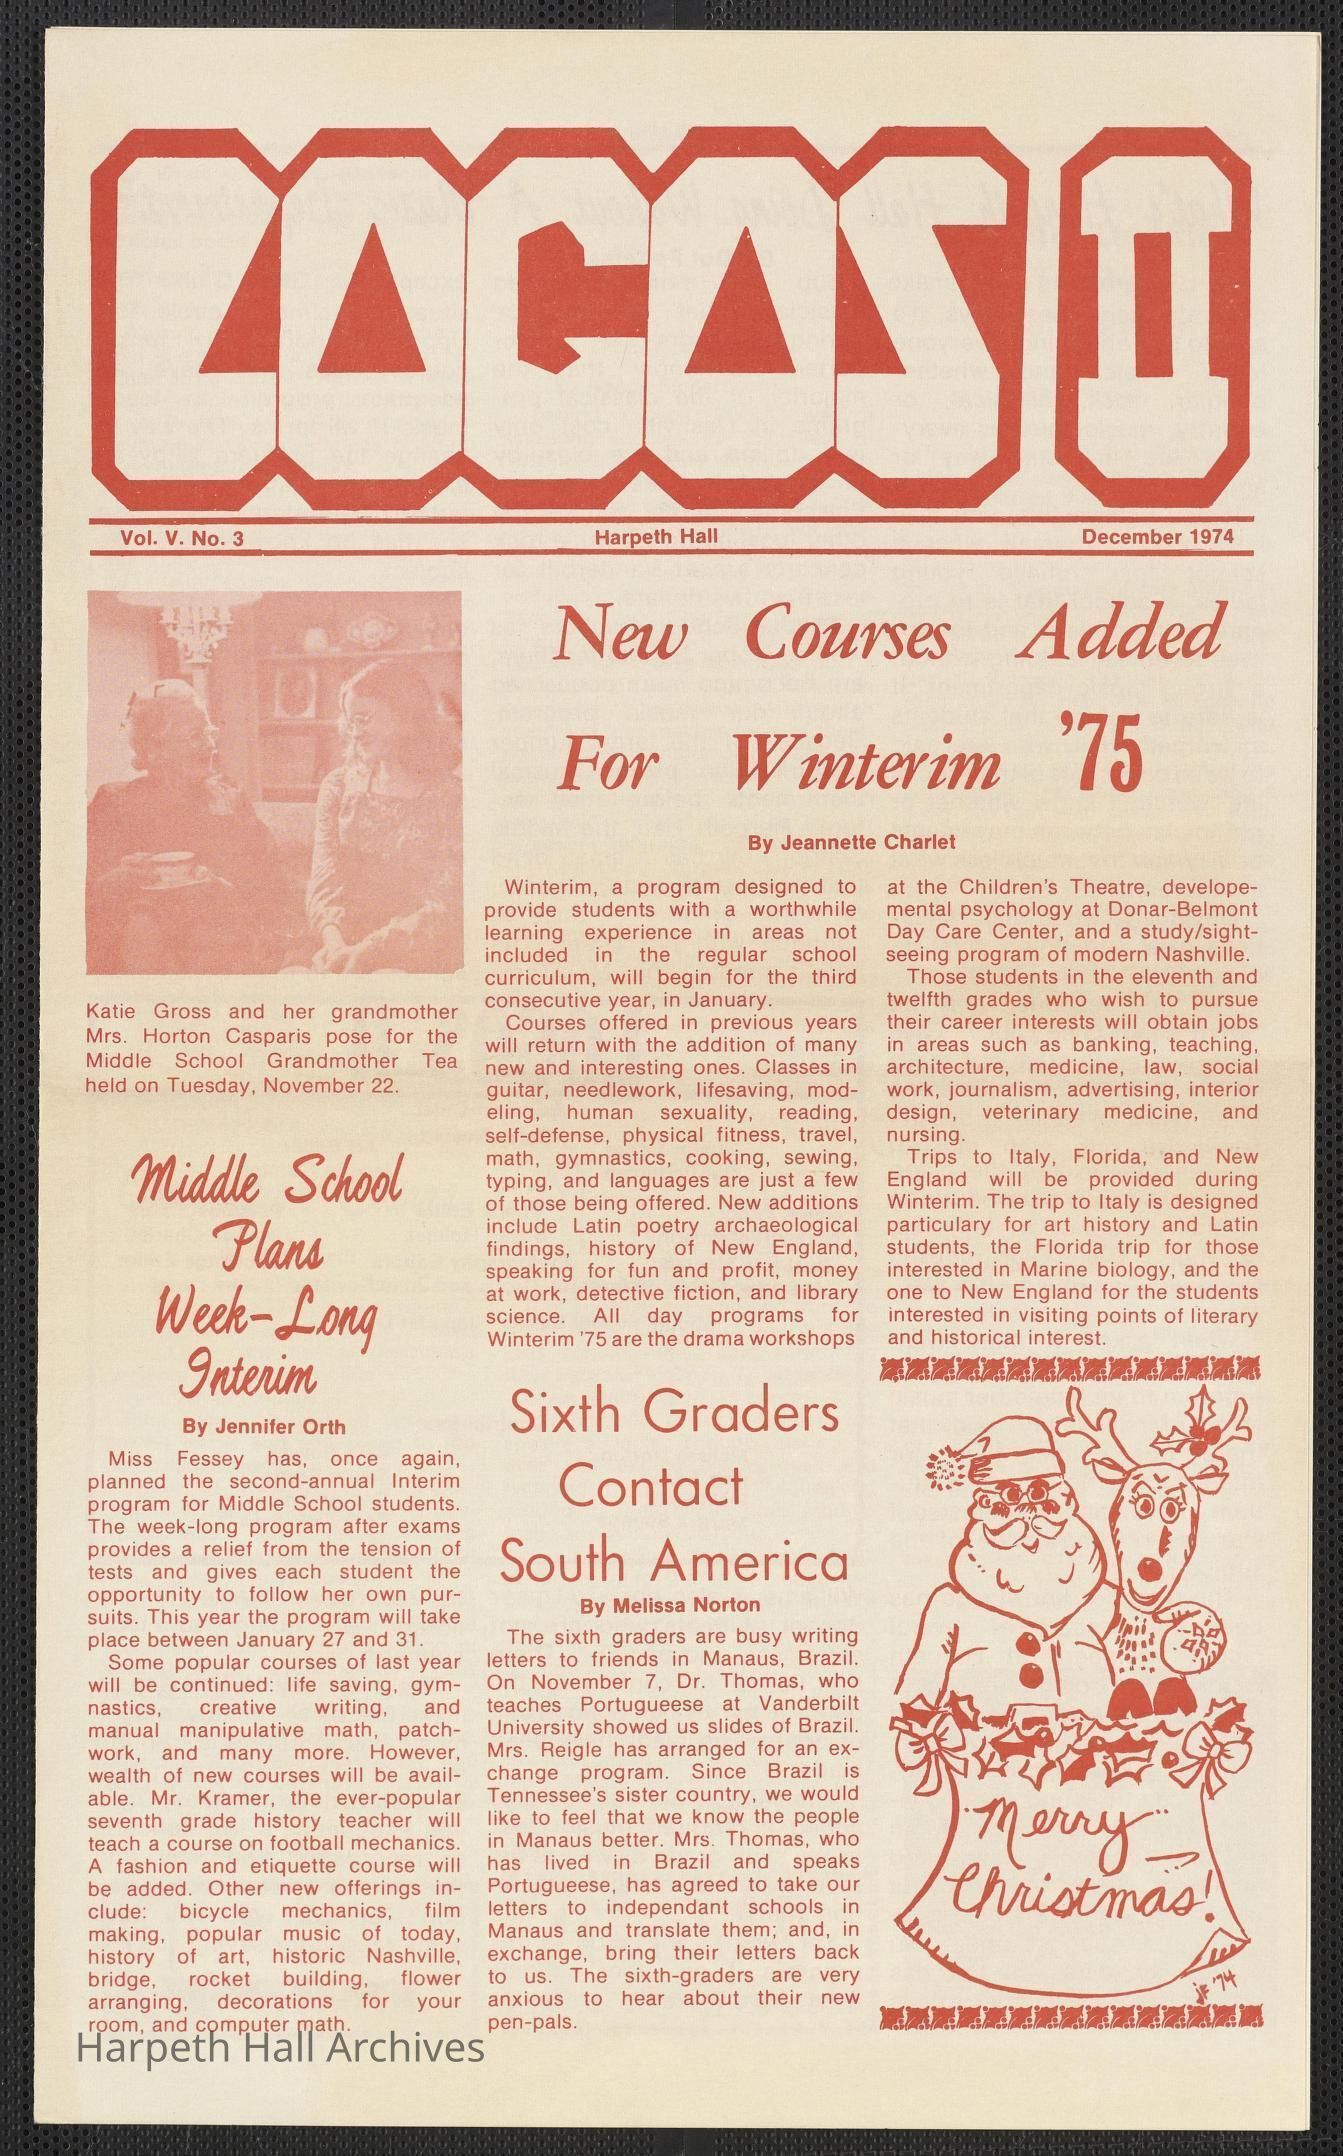 LOGOS II
Vol. V. No. 3 Harpeth Hall December 1974
Katie Gross and her grandmother
Mrs. Horton Casparis pose for the
Middle School Grandmother Tea
held on Tuesday, November 22.
Middle School
Plans
Week-Long
Interim
By Jennifer Orth
Miss Fessey has, once again,
planned the second-annual Interim
program for Middle School students.
The week-long program after exams
provides a relief from the tension of
tests and gives each student the
opportunity to follow her own pur-
suits. This year the program will take
place between January 27 and 31.
Some popular courses of last year
will be continued: life saving, gym-
nastics, creative writing, and
manual manipulative math, patch-
work, and many more. However,
wealth of new courses will be avail-
able. Mr. Kramer, the ever-popular
seventh grade history teacher will
teach a course on football mechanics.
A fashion and etiquette course will
be added. Other new offerings in-
clude: bicycle mechanics, film
making, popular music of today,
history of art, historic Nashville,
bridge, rocket building, flower
arranging, decorations for your
room, and computer math.
New Courses Added
For Winterim '75
By Jeannette Charlet
Winterim, a program designed to
provide students with a worthwhile
learning experience in areas not
included in the regular school
curriculum, will begin for the third
consecutive year, in January.
Courses offered in previous years
will return with the addition of many
new and interesting ones. Classes in
guitar, needlework, lifesaving, mod-
eling, human sexuality, reading,
self-defense, physical fitness, travel,
math, gymnastics, cooking, sewing,
typing, and languages are just a few
of those being offered. New additions
include Latin poetry archaeological
findings, history of New England,
speaking for fun and profit, money
at work, detective fiction, and library
science. All day programs for
Winterim '75 are the drama workshops
at the Children's Theatre, develope-
mental psychology at Donar-Belmont
Day Care Center, and a study/sight-
seeing program of modern Nashville.
Those students in the eleventh and
twelfth grades who wish to pursue
their career interests will obtain jobs
in areas such as banking, teaching,
architecture, medicine, law, social
work, journalism, advertising, interior
design, veterinary medicine, and
nursing.
Trips to Italy, Florida, and New
England will be provided during
Winterim. The trip to Italy is designed
particulary for art history and Latin
students, the Florida trip for those
interested in Marine biology, and the
one to New England for the students
interested in visiting points of literary
and historical interest.
Sixth Graders
Contact
South America
By Melissa Norton
The sixth graders are busy writing
letters to friends in Manaus, Brazil.
On November 7, Dr. Thomas, who
teaches Portugueese at Vanderbilt
University showed us slides of Brazil.
Mrs. Reigle has arranged for an ex-
change program. Since Brazil is
Tennessee's sister country, we would
like to feel that we know the people
in Manaus better. Mrs. Thomas, who
has lived in Brazil and speaks
Portugueese, has agreed to take our
letters to independant schools in
Manaus and translate them; and, in
exchange, bring their letters back
to us. The sixth-graders are very
anxious to hear about their new
pen-pals.
Merry
Christmas!
JF '74
Harpeth Hall Archives